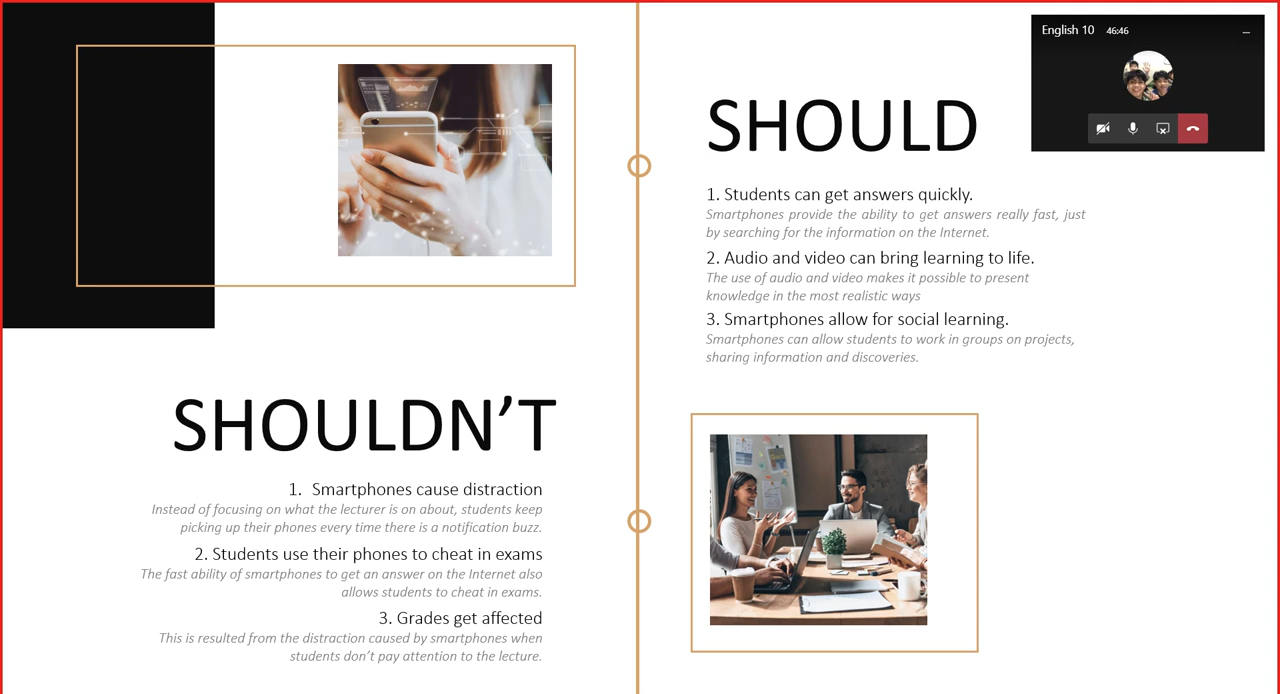 English 10 46:46
SHOULD
1. Students can get answers quickly.
Smartphones provide the ability to get answers really fast, just
by searching for the information on the Internet.
2. Audio and video can bring learning to life.
The use of audio and video makes it possible to present
knowledge in the most realistic ways
3. Smartphones allow for social learning.
Smartphones can allow students to work in groups on projects,
sharing information and discoveries.
SHOULDN’T
1. Smartphones cause distraction
Instead of focusing on what the lecturer is on about, students keep
picking up their phones every time there is a notification buzz.
2. Students use their phones to cheat in exams
The fast ability of smartphones to get an answer on the Internet also
allows students to cheat in exams.
3. Grades get affected
This is resulted from the distraction caused by smartphones when
students don’t pay attention to the lecture.